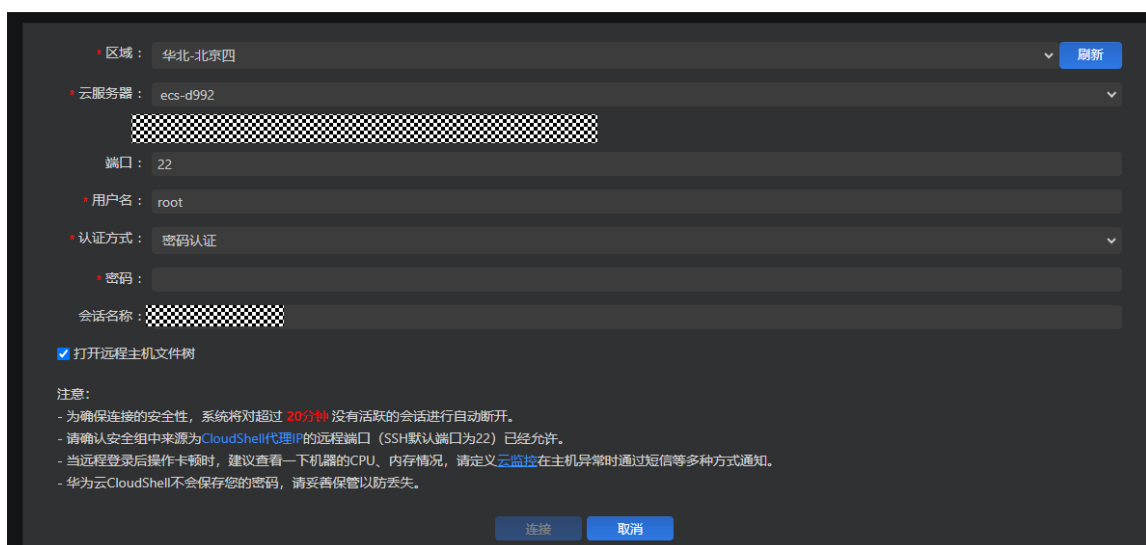 * 区域： 华北-北京四 刷新
* 云服务器： ecs-d992
端口： 22
* 用户名： root
* 认证方式： 密码认证
* 密码：
会话名称：
打开远程主机文件树
注意：
- 为确保连接的安全性，系统将对超过 20分钟 没有活跃的会话进行自动断开。
- 请确认安全组中来源为CloudShell代理IP的远程端口（SSH默认端口为22）已经允许。
- 当远程登录后操作卡顿时，建议查看一下机器的CPU、内存情况，请定义云监控在主机异常时通过短信等多种方式通知。
- 华为云CloudShell不会保存您的密码，请妥善保管以防丢失。
连接 取消